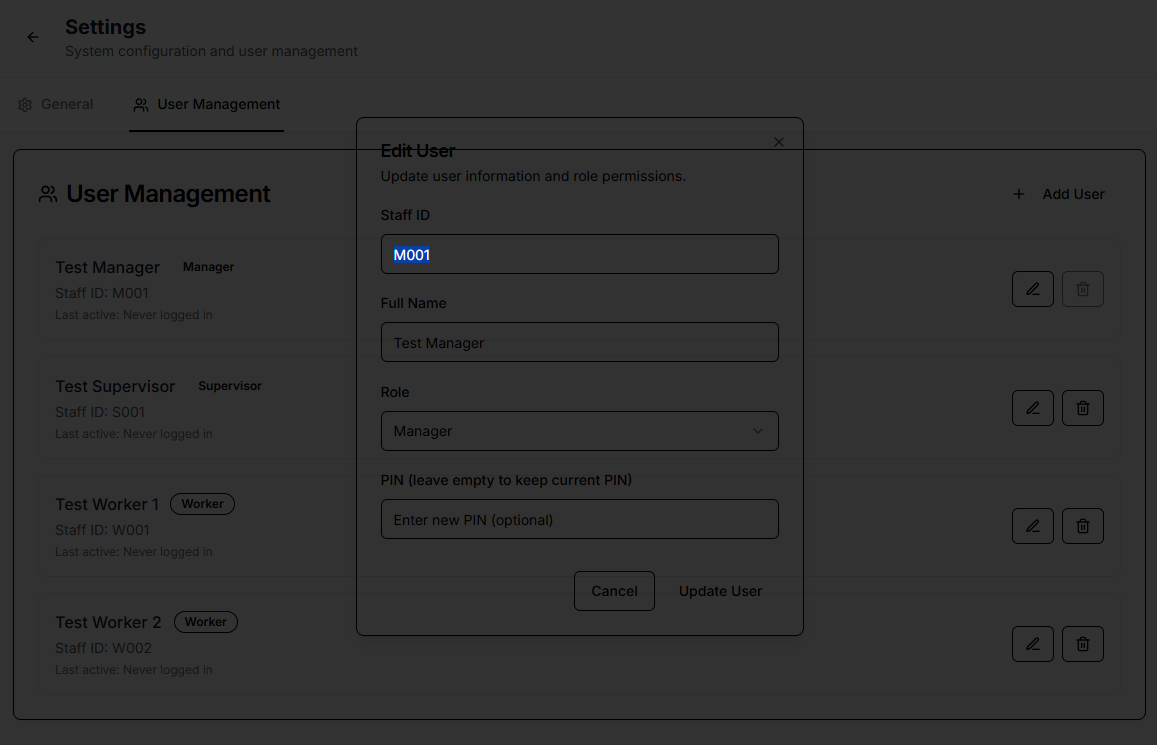 Settings
System configuration and user management
General
User Management
User Management
Add User
Test Manager Manager
Staff ID: M001
Last active: Never logged in
Test Supervisor Supervisor
Staff ID: S001
Last active: Never logged in
Test Worker 1 Worker
Staff ID: W001
Last active: Never logged in
Test Worker 2 Worker
Staff ID: W002
Last active: Never logged in
Edit User
Update user information and role permissions.
Staff ID
M001
Full Name
Test Manager
Role
Manager
PIN (leave empty to keep current PIN)
Enter new PIN (optional)
Cancel
Update User